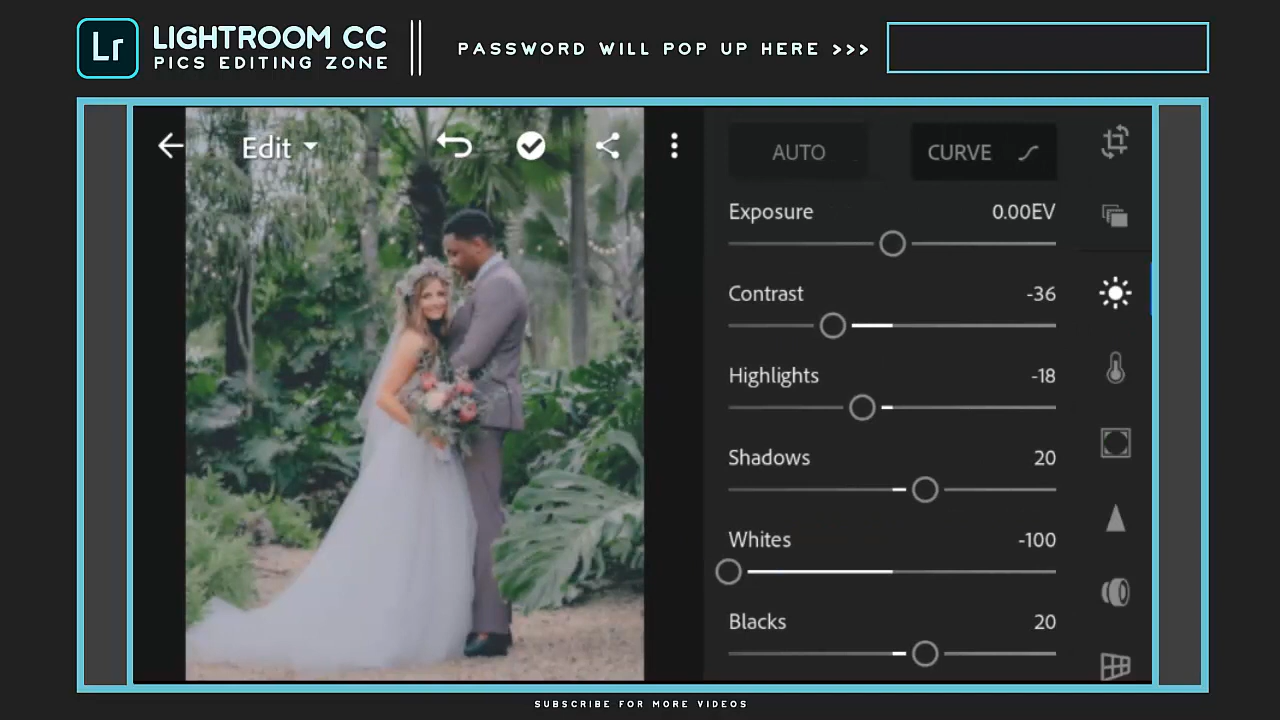 Lr
LIGHTROOM CC
PICS EDITING ZONE
PASSWORD WILL POP UP HERE >>>
Edit
AUTO
CURVE
Exposure 0.00EV
Contrast -36
Highlights -18
Shadows 20
Whites -100
Blacks 20
SUBSCRIBE FOR MORE VIDEOS